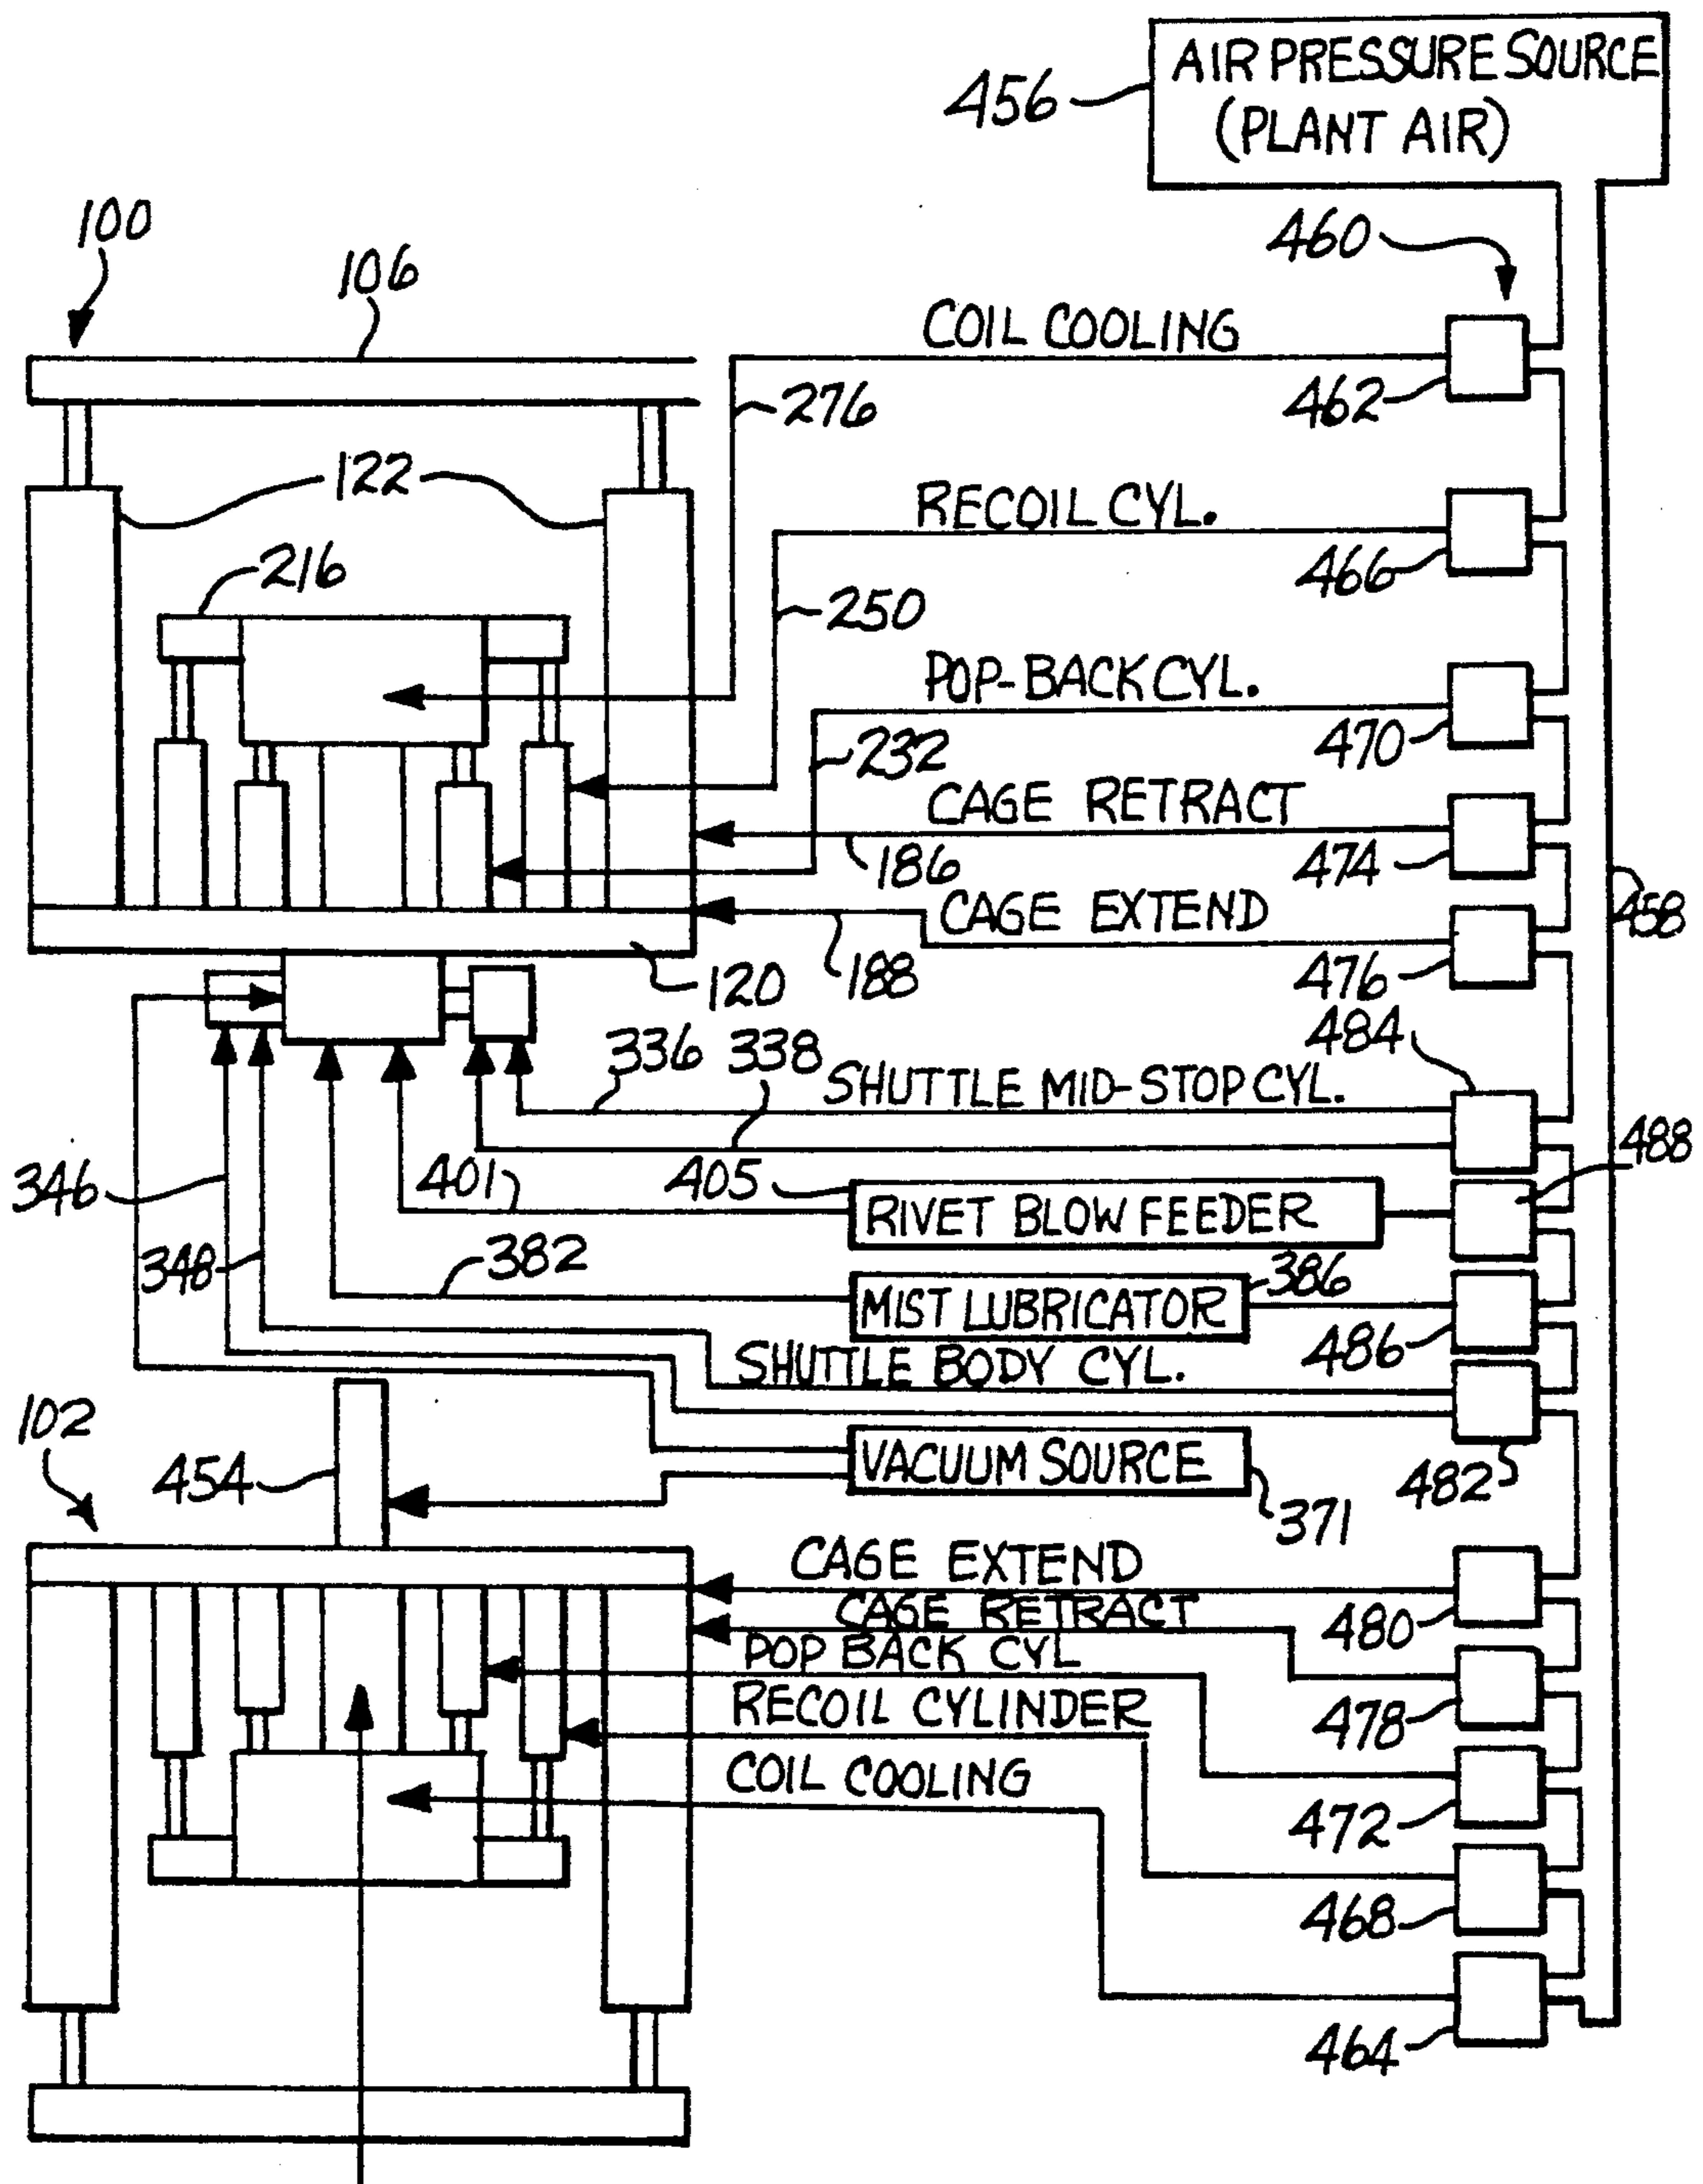 AIR PRESSURE SOURCE
(PLANT AIR)
456
460
100
106
COIL COOLING
462
276
122
RECOIL CYL.
466
216
250
POP-BACK CYL.
470
232
CAGE RETRACT
474
186
CAGE EXTEND
458
476
188
120
484
336 338
SHUTTLE MID-STOP CYL.
488
346
401
405
RIVET BLOW FEEDER
348
382
386
MIST LUBRICATOR
486
SHUTTLE BODY CYL.
102
454
VACUUM SOURCE
482
371
CAGE EXTEND
CAGE RETRACT
480
POP BACK CYL
RECOIL CYLINDER
478
COIL COOLING
472
468
464